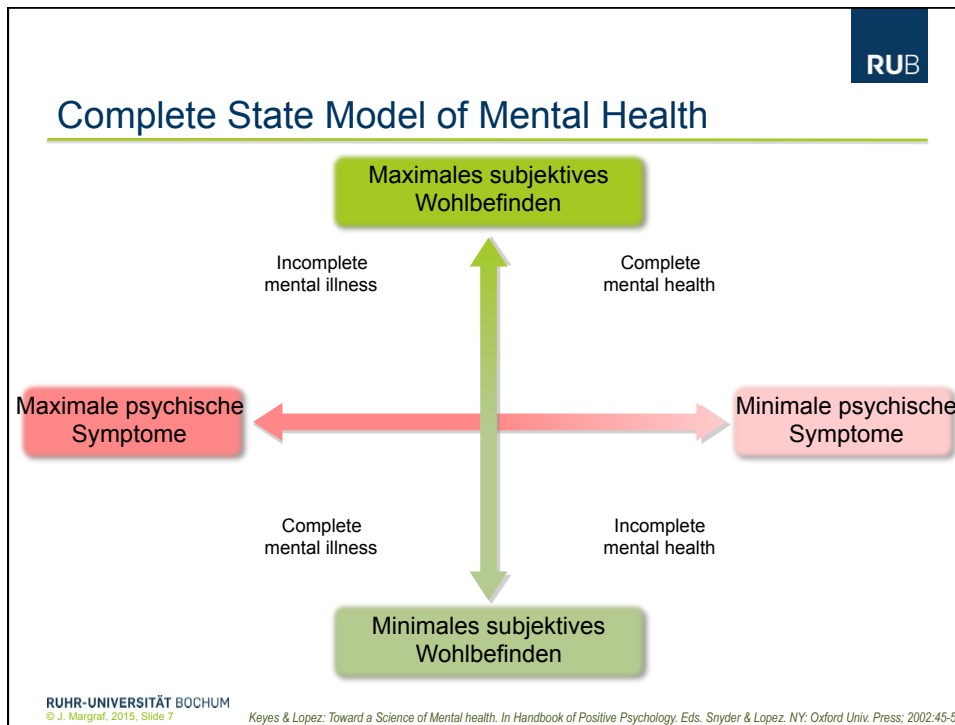 RUB
Complete State Model of Mental Health
Maximales subjektives
Wohlbefinden
Incomplete
mental illness
Complete
mental health
Maximale psychische
Symptome
Minimale psychische
Symptome
Complete
mental illness
Incomplete
mental health
Minimales subjektives
Wohlbefinden
RUHR-UNIVERSITÄT BOCHUM
© J. Margraf, 2015, Slide 7
Keyes & Lopez: Toward a Science of Mental health. In Handbook of Positive Psychology. Eds. Snyder & Lopez. NY: Oxford Univ. Press; 2002:45-5